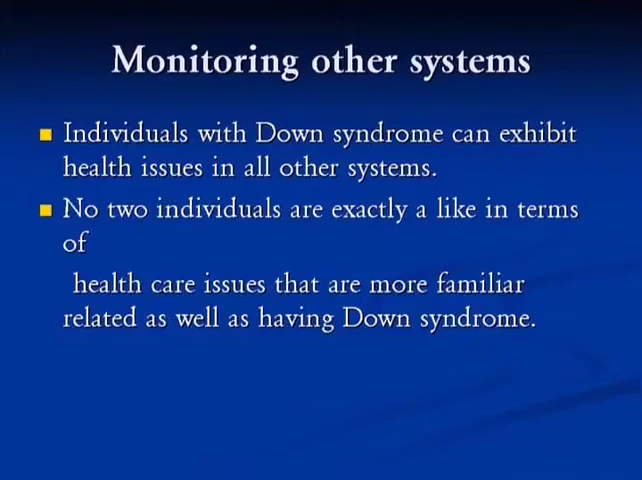 Monitoring other systems
Individuals with Down syndrome can exhibit
health issues in all other systems.
No two individuals are exactly a like in terms
of
health care issues that are more familiar
related as well as having Down syndrome.